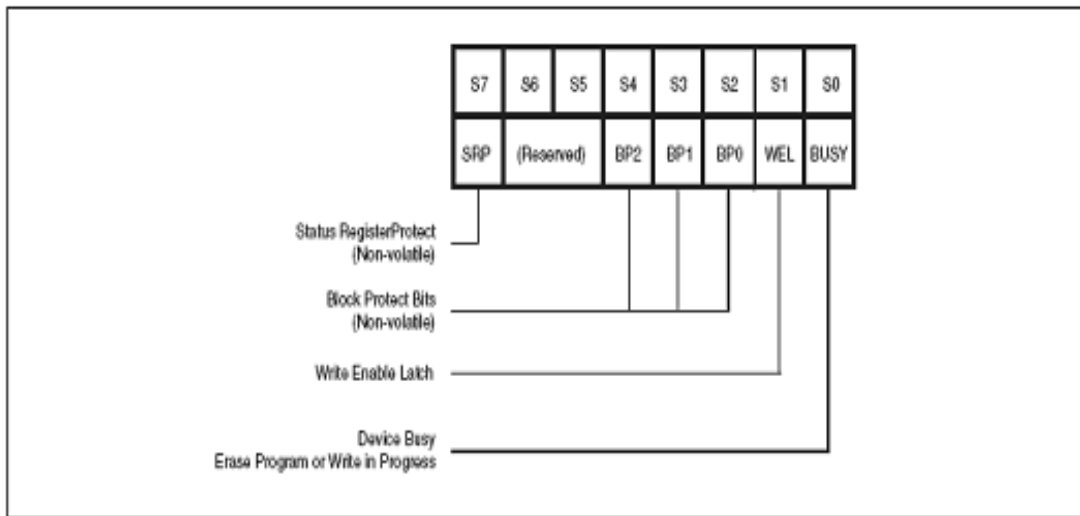 S7 S6 S5 S4 S3 S2 S1 S0
SRP (Reserved) BP2 BP1 BP0 WEL BUSY
Status RegisterProtect
(Non-volatile)
Block Protect Bits
(Non-volatile)
Write Enable Latch
Device Busy
Erase Program or Write in Progress